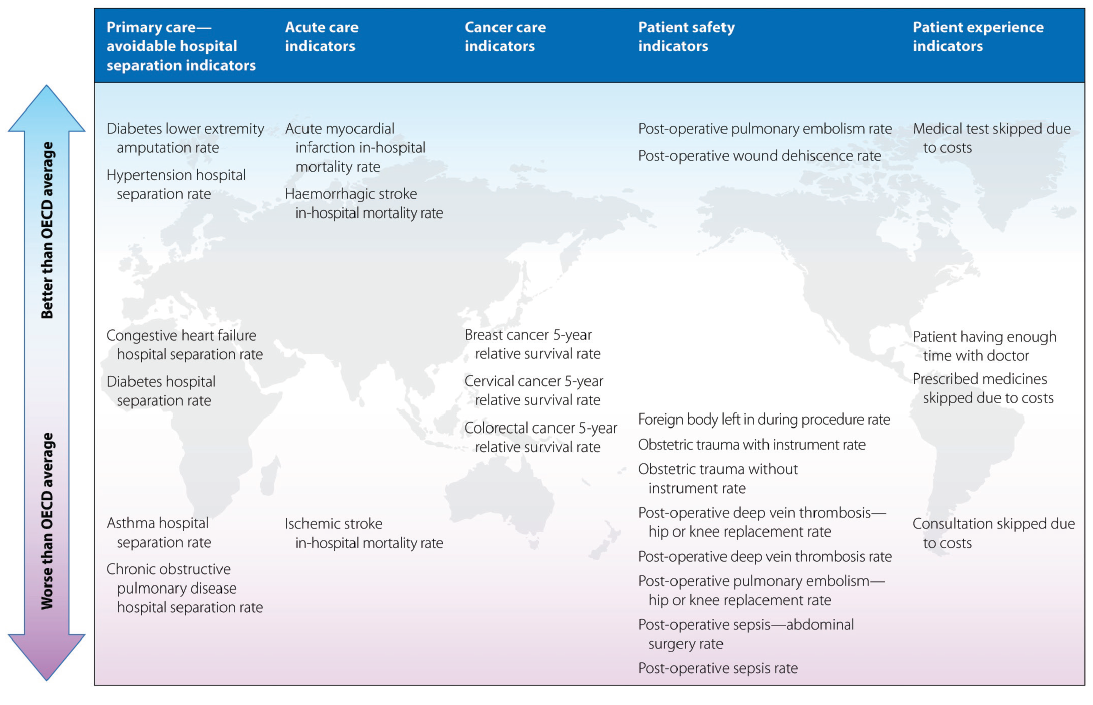 Primary care—
avoidable hospital
separation indicators
Acute care
indicators
Cancer care
indicators
Patient safety
indicators
Patient experience
indicators
Better than OECD average
Worse than OECD average
Diabetes lower extremity
amputation rate
Hypertension hospital
separation rate
Congestive heart failure
hospital separation rate
Diabetes hospital
separation rate
Asthma hospital
separation rate
Chronic obstructive
pulmonary disease
hospital separation rate
Acute myocardial
infarction in-hospital
mortality rate
Haemorrhagic stroke
in-hospital mortality rate
Ischemic stroke
in-hospital mortality rate
Breast cancer 5-year
relative survival rate
Cervical cancer 5-year
relative survival rate
Colorectal cancer 5-year
relative survival rate
Post-operative pulmonary embolism rate
Post-operative wound dehiscence rate
Foreign body left in during procedure rate
Obstetric trauma with instrument rate
Obstetric trauma without
instrument rate
Post-operative deep vein thrombosis—
hip or knee replacement rate
Post-operative deep vein thrombosis rate
Post-operative pulmonary embolism—
hip or knee replacement rate
Post-operative sepsis—abdominal
surgery rate
Post-operative sepsis rate
Medical test skipped due
to costs
Patient having enough
time with doctor
Prescribed medicines
skipped due to costs
Consultation skipped due
to costs